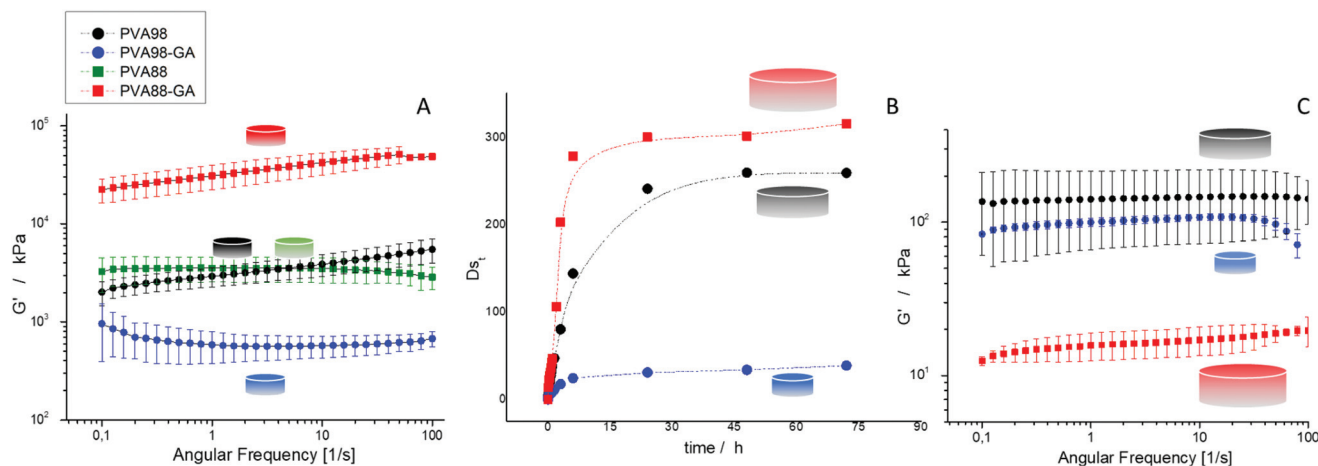 PVA98
PVA98-GA
PVA88
PVA88-GA
A
10⁵
10⁴
10³
10²
G' / kPa
0,1 1 10 100
Angular Frequency [1/s]
B
300
200
100
0
Ds_t
0 15 30 45 60 72 90
time / h
C
10²
10¹
G' / kPa
0,1 1 10 100
Angular Frequency [1/s]